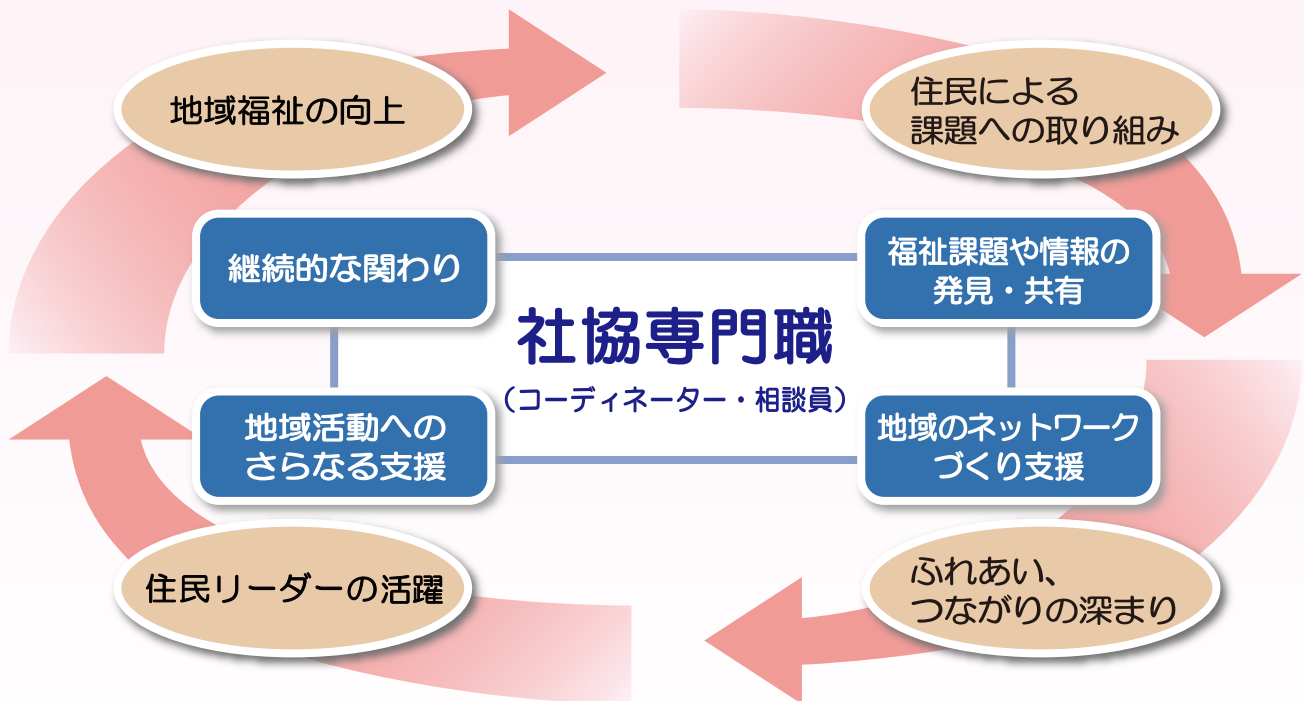 地域福祉の向上
住民による
課題への取り組み
継続的な関わり
福祉課題や情報の
発見・共有
社協専門職
（コーディネーター・相談員）
地域活動への
さらなる支援
地域のネットワーク
づくり支援
住民リーダーの活躍
ふれあい、
つながりの深まり